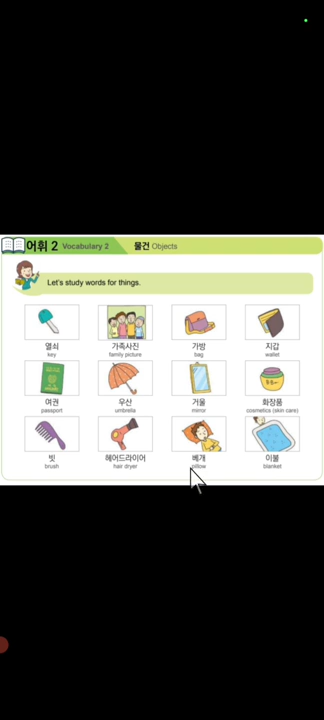 어휘 2 Vocabulary 2 물건 Objects
Let's study words for things.
열쇠 가족사진 가방 지갑
key family picture bag wallet
여권 우산 거울 화장품
passport umbrella mirror cosmetics (skin care)
빗 헤어드라이어 베개 이불
brush hair dryer pillow blanket